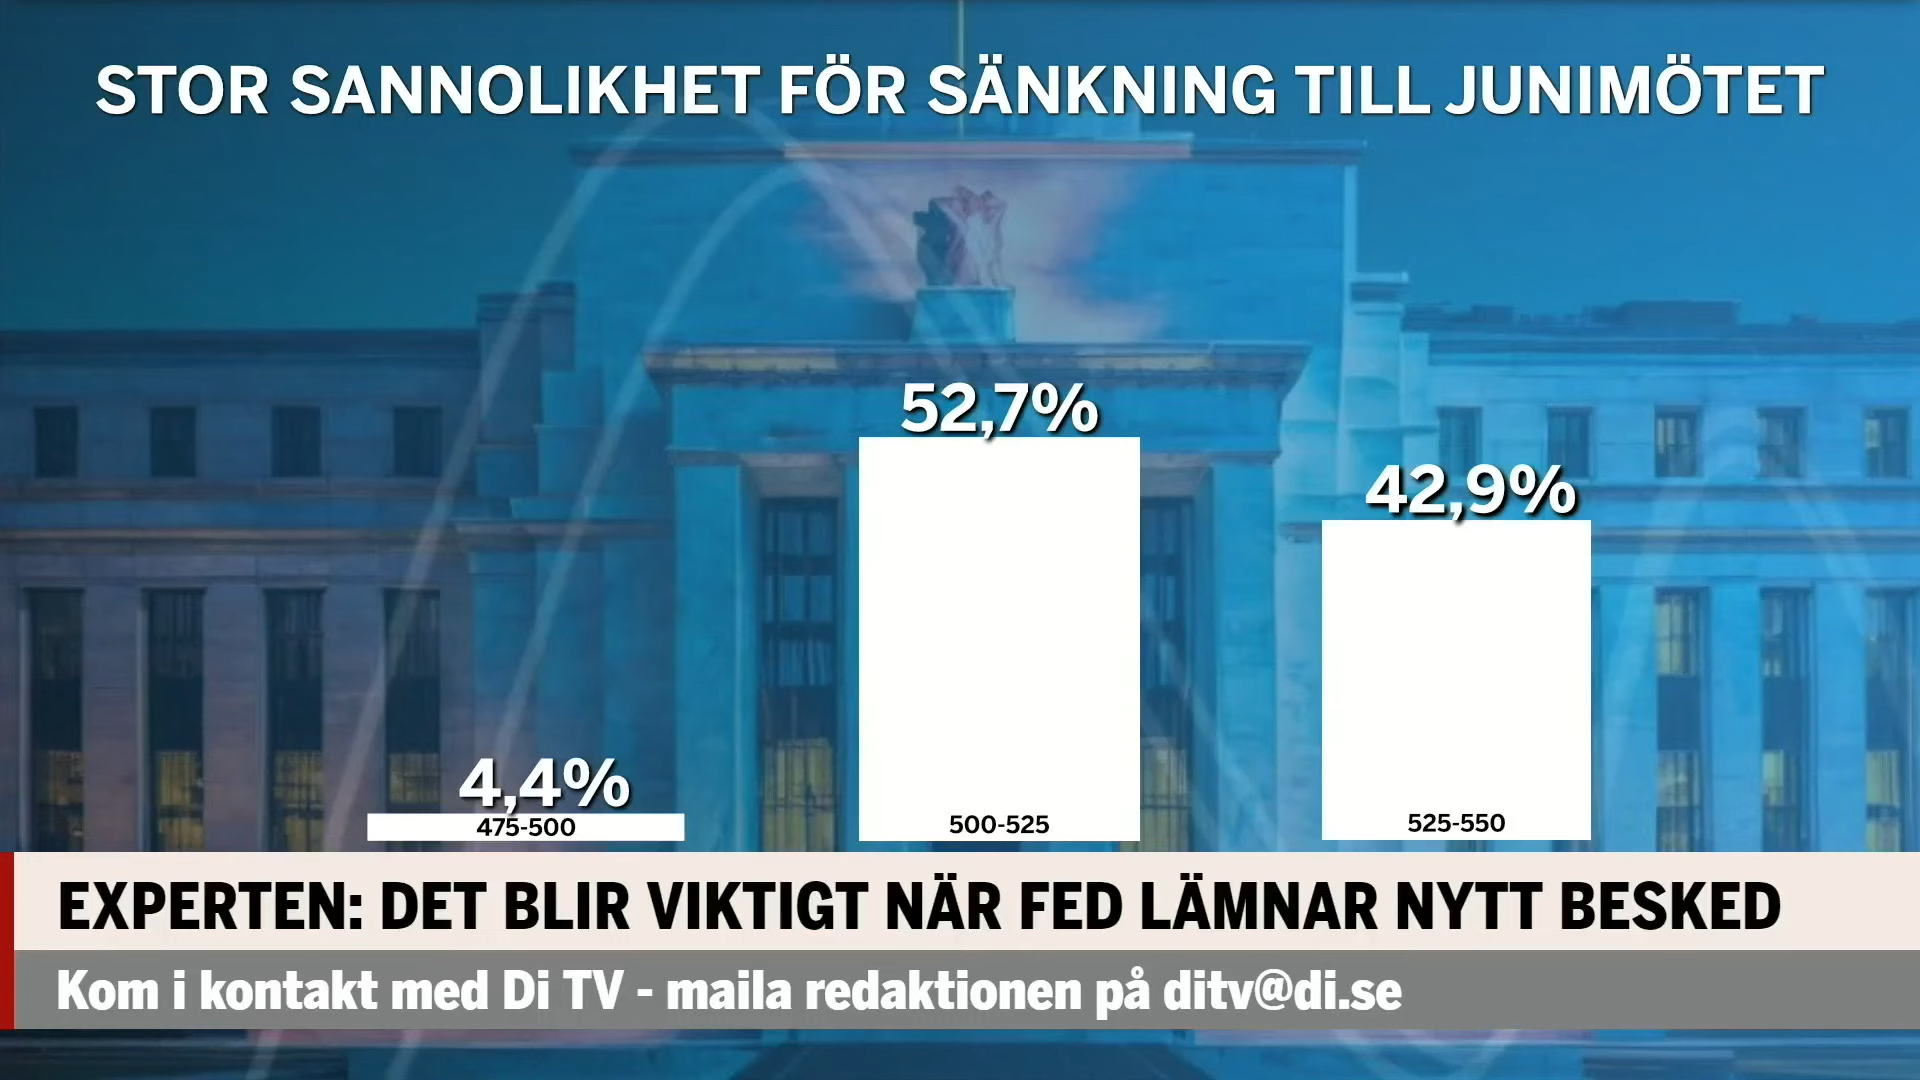 STOR SANNOLIKHET FÖR SÄNKNING TILL JUNIMÖTET
52,7%
42,9%
4,4%
475-500
500-525
525-550
EXPERTEN: DET BLIR VIKTIGT NÄR FED LÄMNAR NYTT BESKED
Kom i kontakt med Di TV - maila redaktionen på ditv@di.se